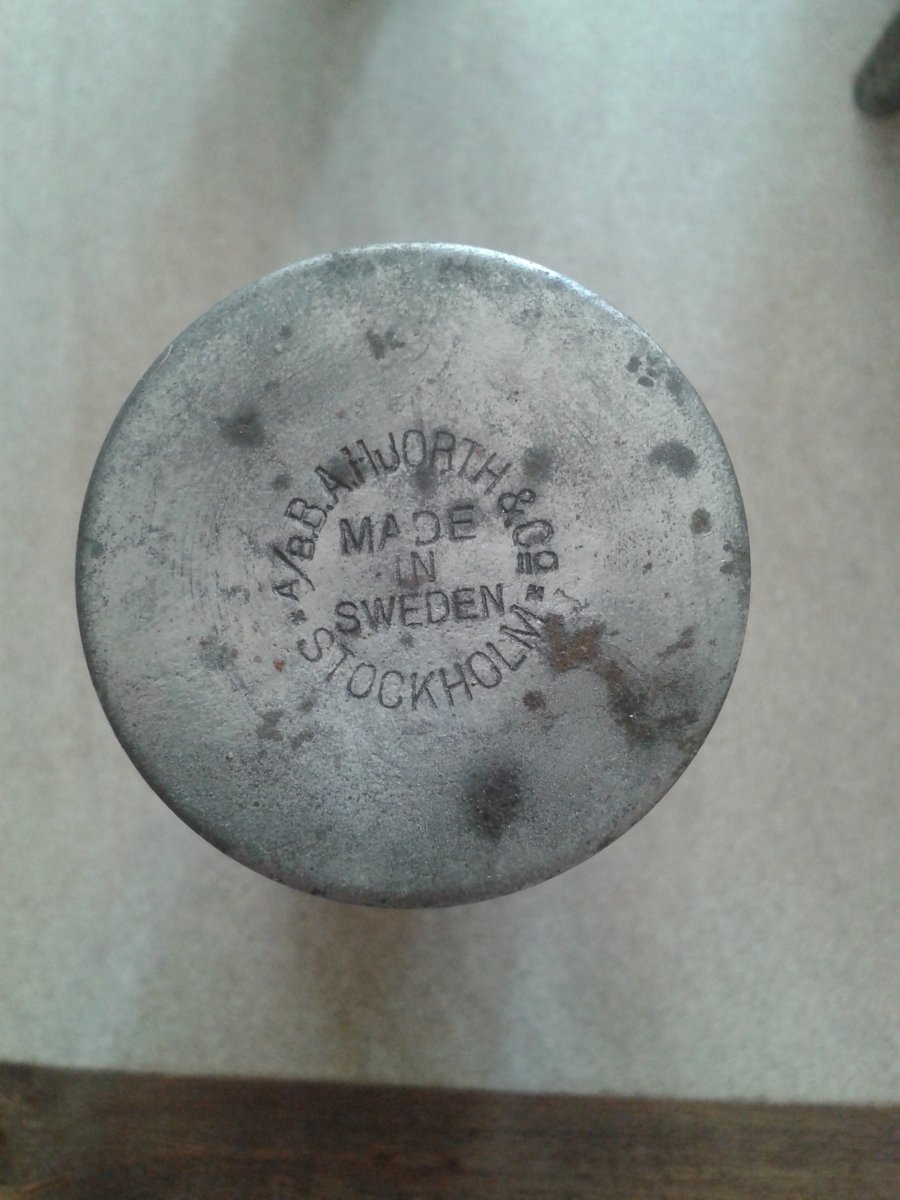 A/B.B.A.HJORTH & Co
MADE
IN
SWEDEN
STOCKHOLM